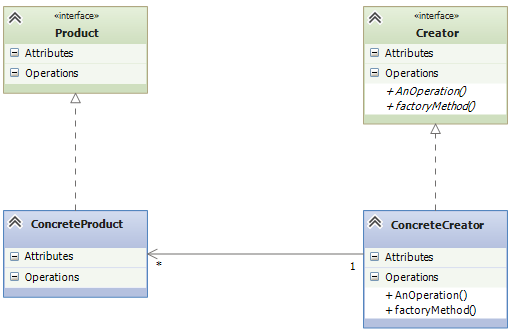 «interface»
Product
Attributes
Operations
«interface»
Creator
Attributes
Operations
+ AnOperation()
+ factoryMethod()
ConcreteProduct
Attributes
Operations
* 1
ConcreteCreator
Attributes
Operations
+ AnOperation()
+ factoryMethod()